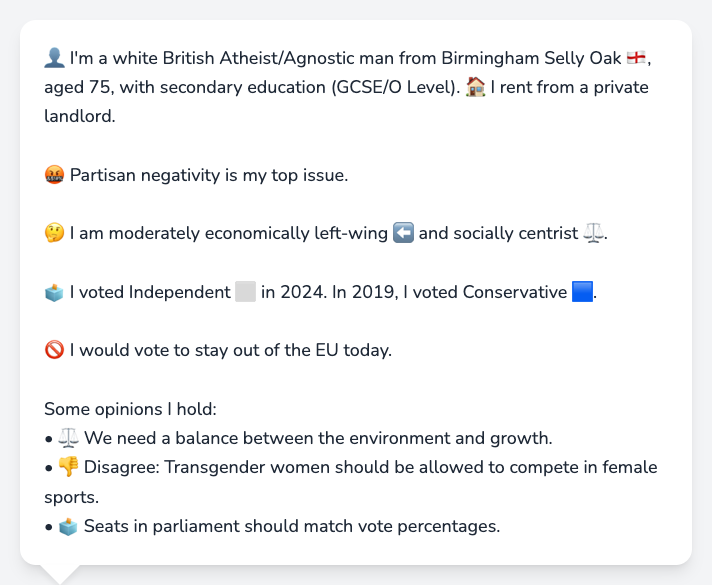 👤 I'm a white British Atheist/Agnostic man from Birmingham Selly Oak 🏴󠁧󠁢󠁥󠁮󠁧󠁿,
aged 75, with secondary education (GCSE/O Level). 🏠 I rent from a private
landlord.
🤬 Partisan negativity is my top issue.
🤔 I am moderately economically left-wing ⬅️ and socially centrist ⚖️.
🗳️ I voted Independent ⬜ in 2024. In 2019, I voted Conservative 🟦.
🚫 I would vote to stay out of the EU today.
Some opinions I hold:
• ⚖️ We need a balance between the environment and growth.
• 👎 Disagree: Transgender women should be allowed to compete in female
sports.
• 🗳️ Seats in parliament should match vote percentages.